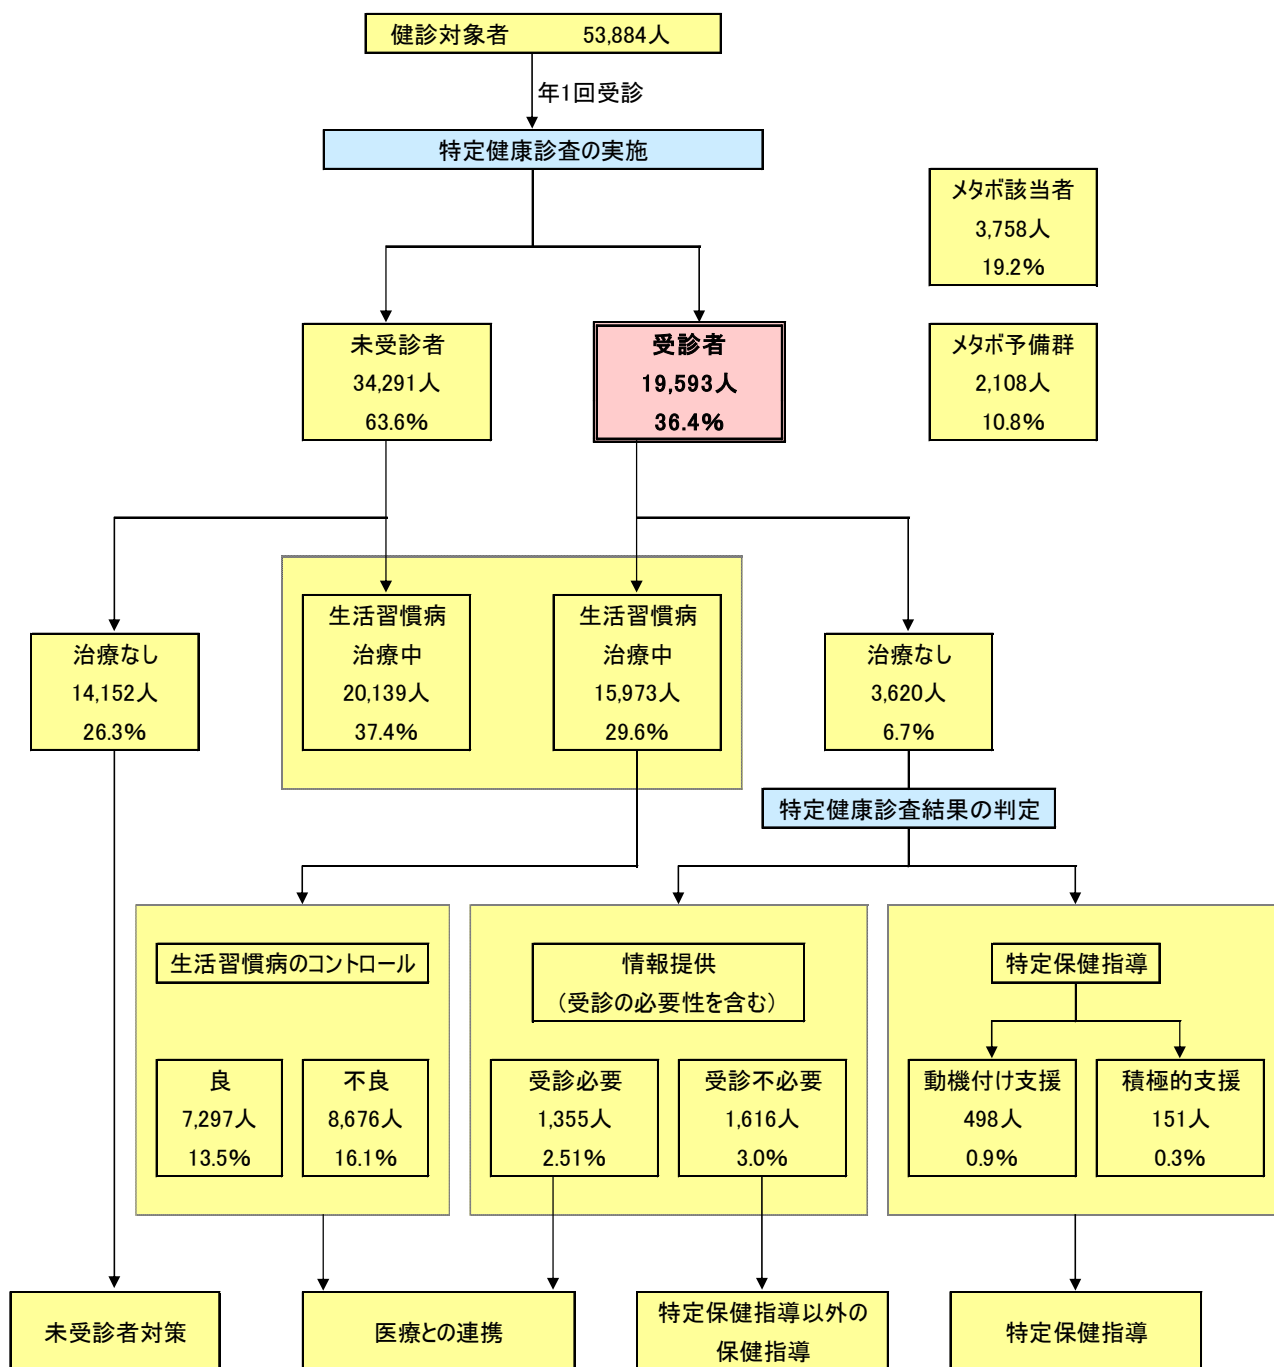 健診対象者 53,884人
年1回受診
特定健康診査の実施
メタボ該当者
3,758人
19.2%
未受診者
34,291人
63.6%
受診者
19,593人
36.4%
メタボ予備群
2,108人
10.8%
治療なし
14,152人
26.3%
生活習慣病
治療中
20,139人
37.4%
生活習慣病
治療中
15,973人
29.6%
治療なし
3,620人
6.7%
特定健康診査結果の判定
生活習慣病のコントロール
情報提供
（受診の必要性を含む）
特定保健指導
良
7,297人
13.5%
不良
8,676人
16.1%
受診必要
1,355人
2.51%
受診不必要
1,616人
3.0%
動機付け支援
498人
0.9%
積極的支援
151人
0.3%
未受診者対策
医療との連携
特定保健指導以外の
保健指導
特定保健指導